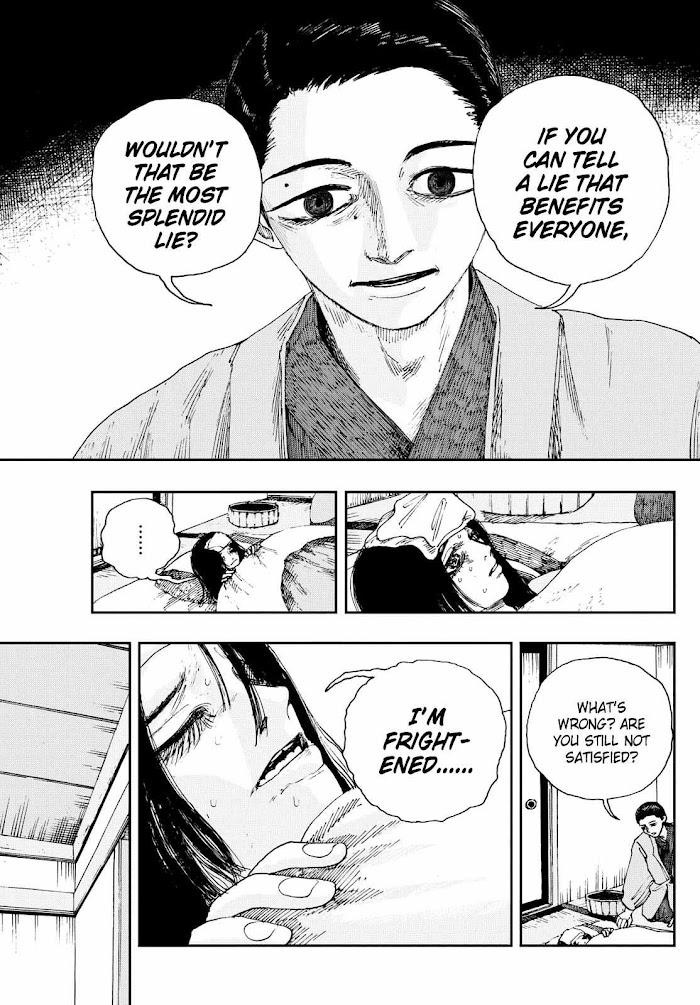 IF YOU
CAN TELL
A LIE THAT
BENEFITS
EVERYONE,
WOULDN'T
THAT BE
THE MOST
SPLENDID
LIE?
......
WHAT'S
WRONG? ARE
YOU STILL NOT
SATISFIED?
I'M
FRIGHT-
ENED......